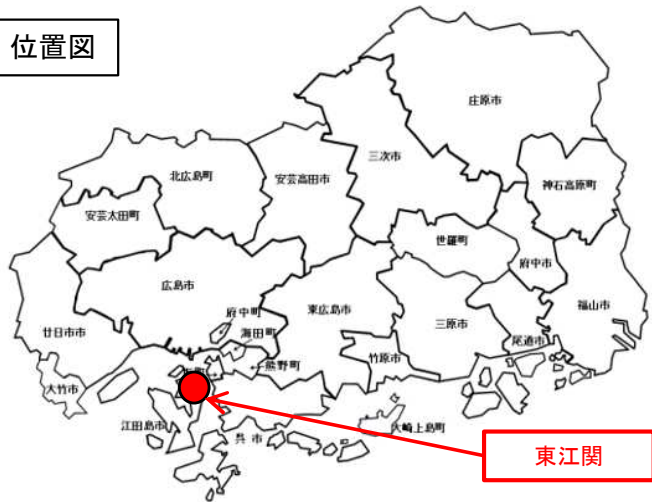 位置図
庄原市
三次市
北広島町
安芸高田市
神石高原町
安芸太田町
世羅町
府中市
広島市
府中町
東広島市
三原市
福山市
海田町
廿日市市
尾道市
竹原市
熊野町
大竹市
江田島市
呉市
大崎上島町
東江関